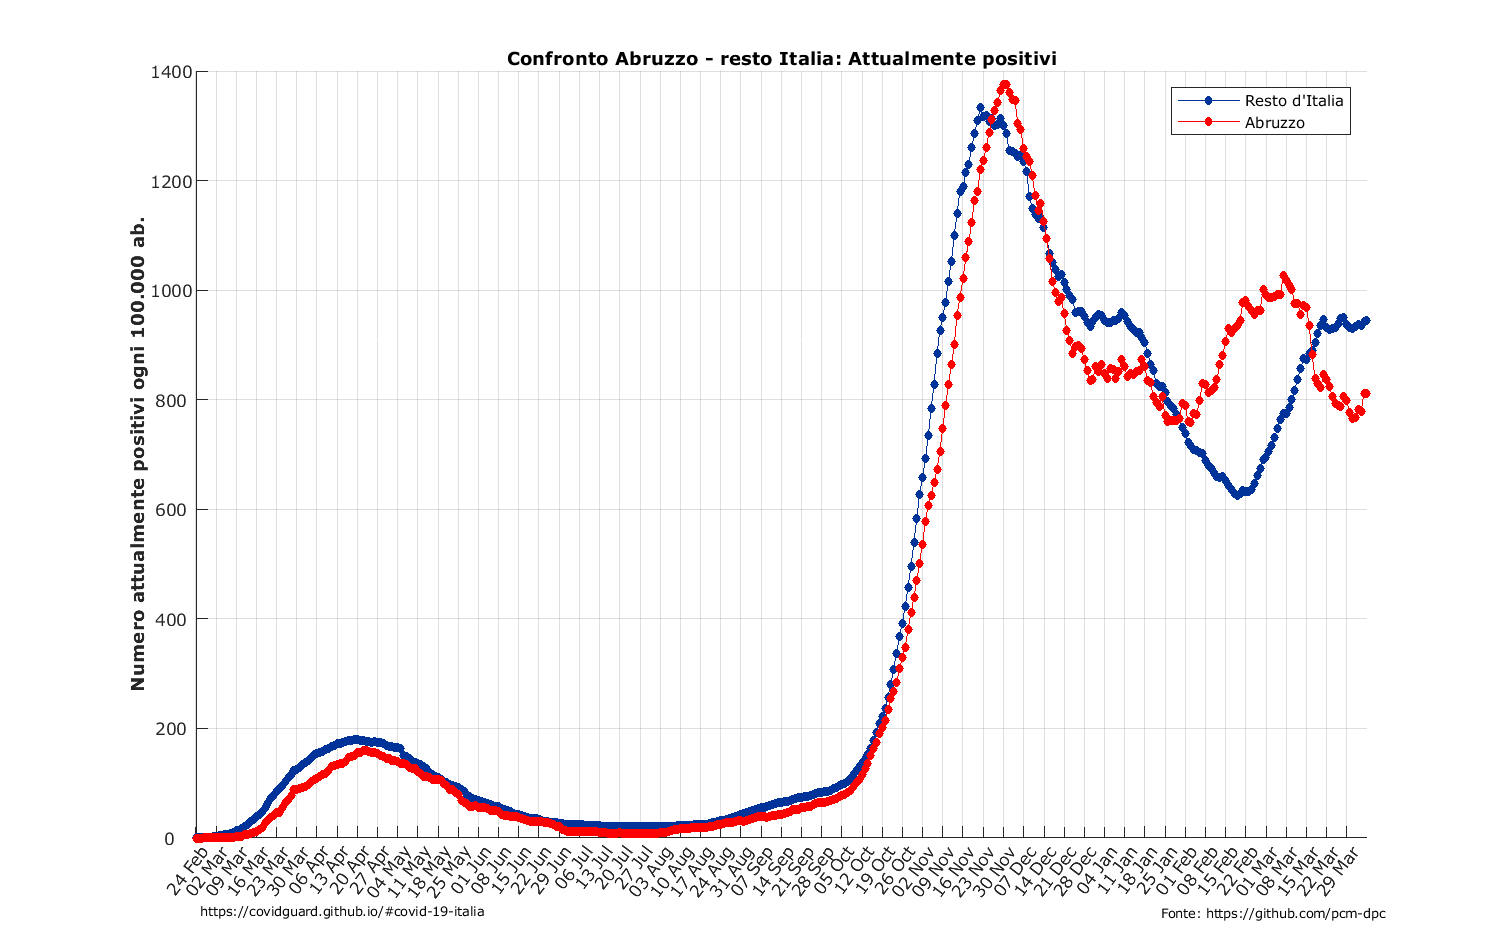 Confronto Abruzzo - resto Italia: Attualmente positivi
Resto d'Italia
Abruzzo
Numero attualmente positivi ogni 100.000 ab.
1400
1200
1000
800
600
400
200
0
24 Feb
02 Mar
09 Mar
16 Mar
23 Mar
30 Mar
06 Apr
13 Apr
20 Apr
27 Apr
04 May
11 May
18 May
25 May
01 Jun
08 Jun
15 Jun
22 Jun
29 Jun
06 Jul
13 Jul
20 Jul
27 Jul
03 Aug
10 Aug
17 Aug
24 Aug
31 Aug
07 Sep
14 Sep
21 Sep
28 Sep
05 Oct
12 Oct
19 Oct
26 Oct
02 Nov
09 Nov
16 Nov
23 Nov
30 Nov
07 Dec
14 Dec
21 Dec
28 Dec
04 Jan
11 Jan
18 Jan
25 Jan
01 Feb
08 Feb
15 Feb
22 Feb
01 Mar
08 Mar
15 Mar
22 Mar
29 Mar
https://covidguard.github.io/#covid-19-italia
Fonte: https://github.com/pcm-dpc